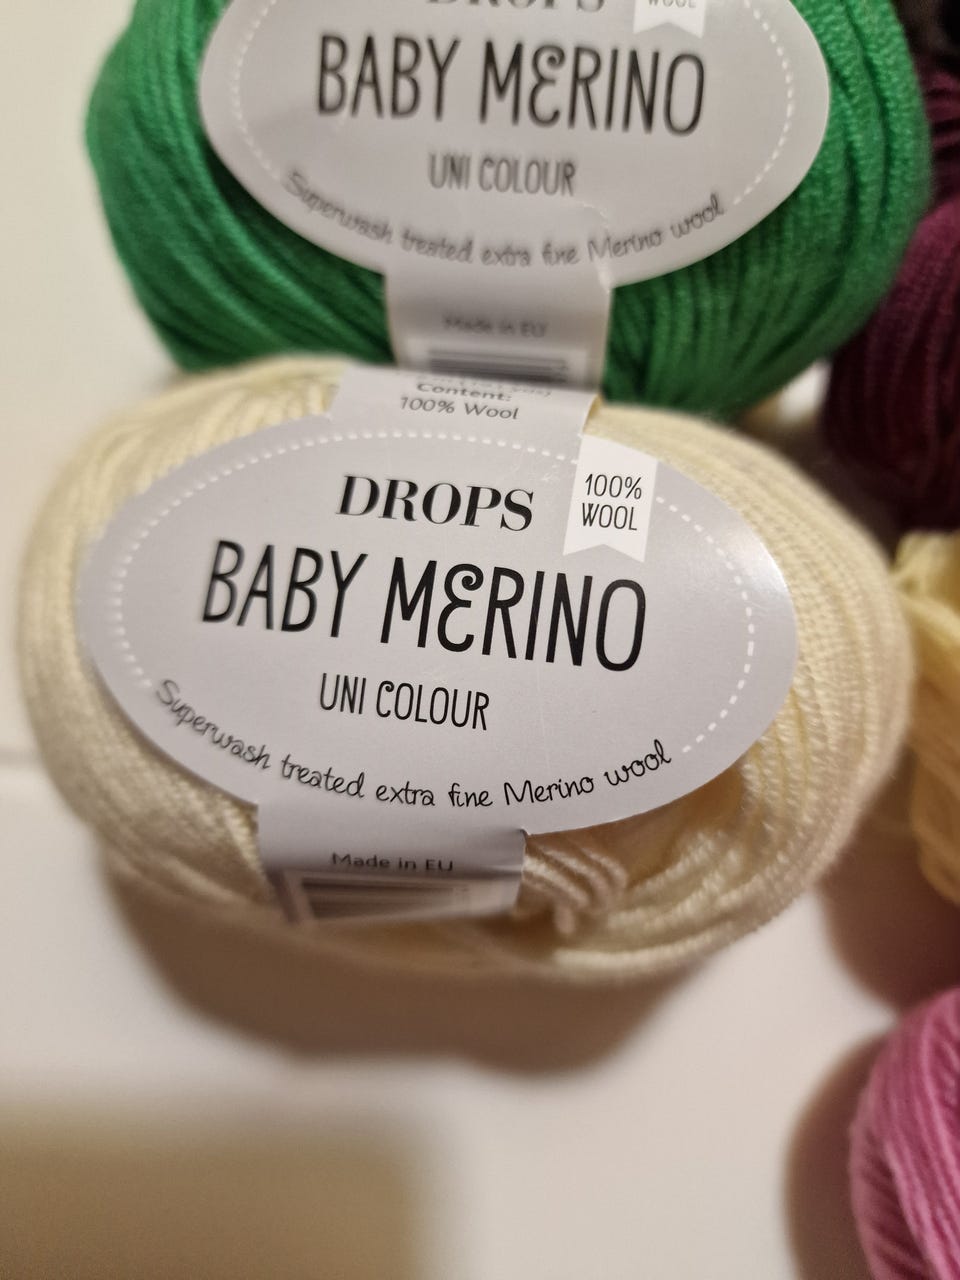 DROPS
WOOL
BABY MERINO
UNI COLOUR
Superwash treated extra fine Merino wool
Made in EU
Content:
100% Wool
DROPS
100%
WOOL
BABY MERINO
UNI COLOUR
Superwash treated extra fine Merino wool
Made in EU